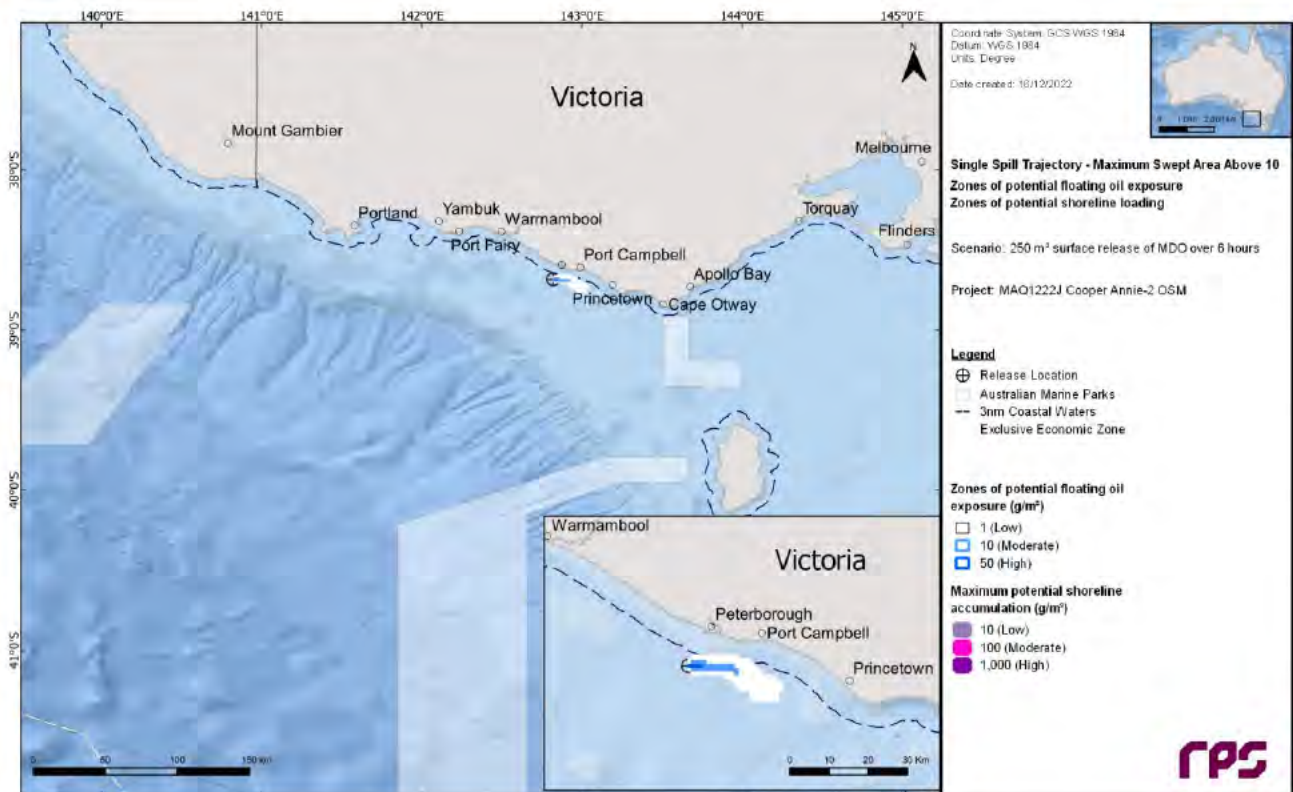 140°0'E 141°0'E 142°0'E 143°0'E 144°0'E 145°0'E
38°0'S
39°0'S
40°0'S
41°0'S
N
Victoria
Mount Gambier
Melbourne
Portland
Yambuk
Warrnambool
Port Fairy
Torquay
Flinders
Port Campbell
Apollo Bay
Princetown
Cape Otway
0 50 100 150 Km
Warrnambool
Victoria
Peterborough
Port Campbell
Princetown
0 10 20 30 Km
Coordinate System: GCS WGS 1984
Datum: WGS 1984
Units: Degree
Date created: 16/12/2022
Single Spill Trajectory - Maximum Swept Area Above 10
Zones of potential floating oil exposure
Zones of potential shoreline loading
Scenario: 250 m³ surface release of MDO over 6 hours
Project: MAQ1222J Cooper Annie-2 OSM
Legend
Release Location
Australian Marine Parks
3nm Coastal Waters
Exclusive Economic Zone
Zones of potential floating oil
exposure (g/m²)
1 (Low)
10 (Moderate)
50 (High)
Maximum potential shoreline
accumulation (g/m²)
10 (Low)
100 (Moderate)
1,000 (High)
rps